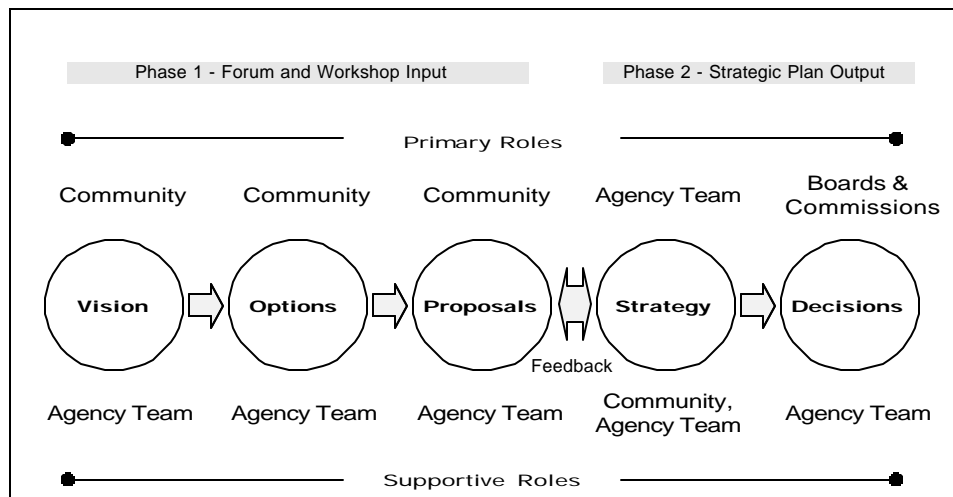 Phase 1 - Forum and Workshop Input
Phase 2 - Strategic Plan Output
Primary Roles
Community
Community
Community
Agency Team
Boards &
Commissions
Vision
Options
Proposals
Strategy
Decisions
Feedback
Agency Team
Agency Team
Agency Team
Community,
Agency Team
Agency Team
Supportive Roles